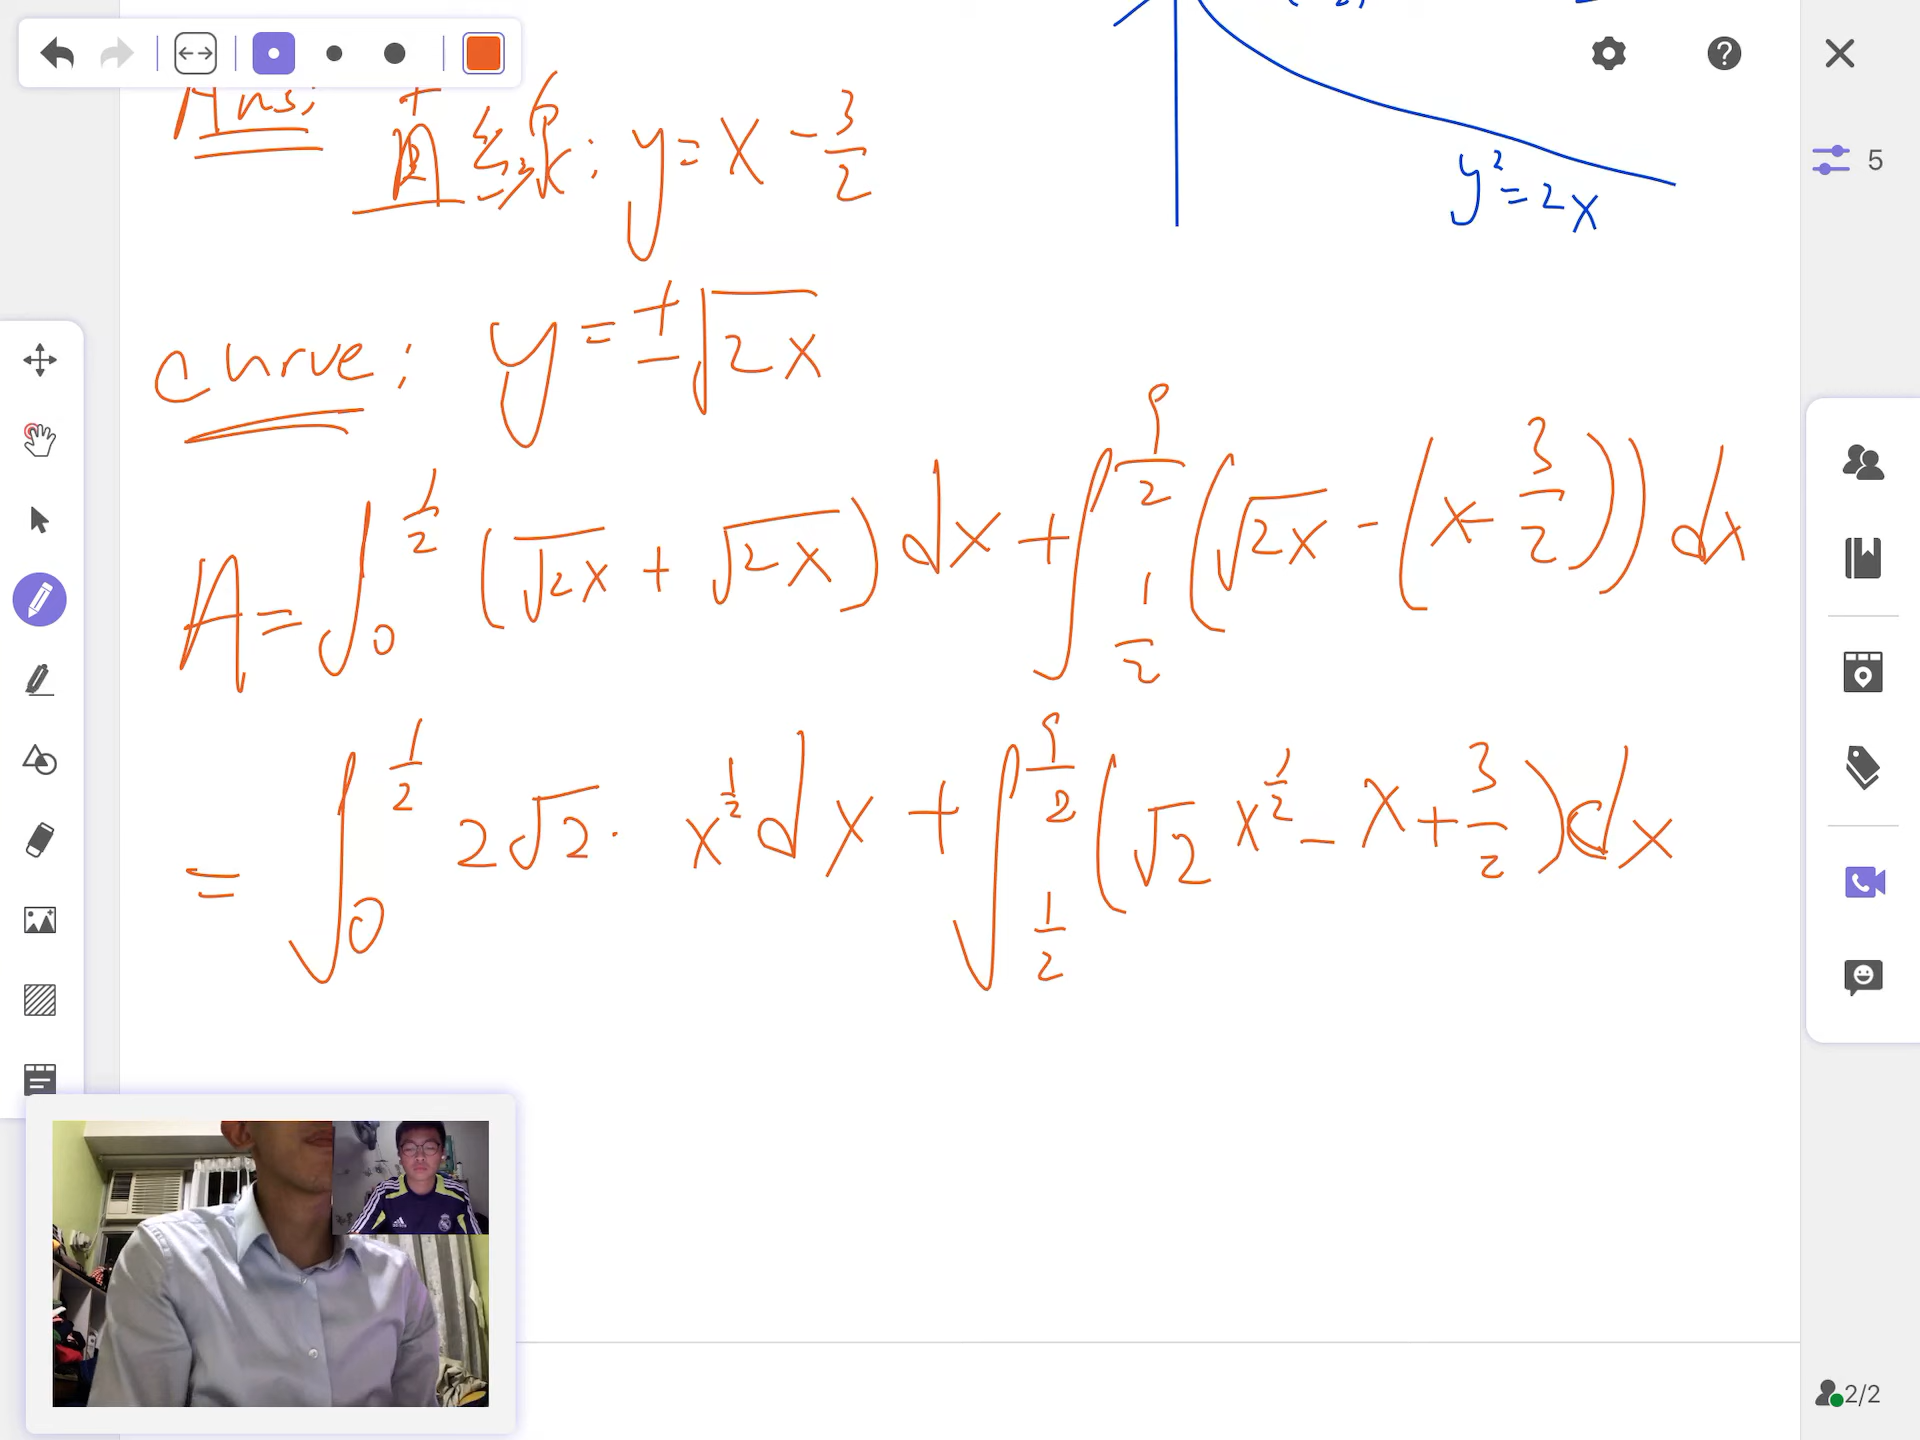 Ans: 直線: y = x - 3/2
y² = 2x
curve: y = ±√2x
A = ∫₀^(1/2) (√2x + √2x) dx + ∫_(1/2)^(9/2) (√2x - (x - 3/2)) dx
= ∫₀^(1/2) 2√2 · x^(1/2) dx + ∫_(1/2)^(9/2) (√2 x^(1/2) - x + 3/2) dx
5
2/2